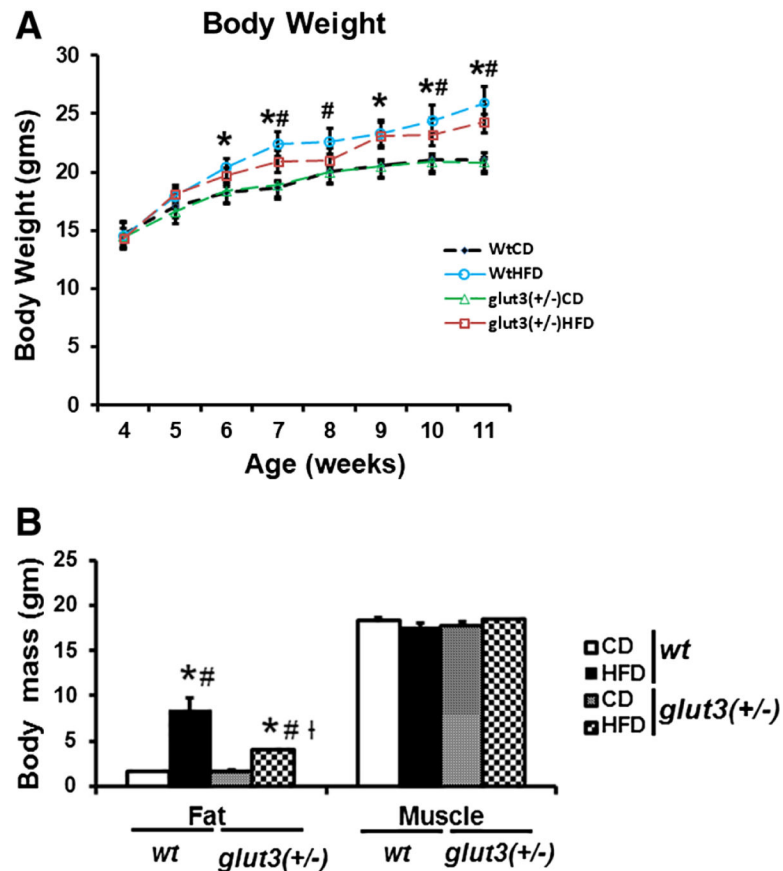 A
Body Weight
Body Weight (gms)
30
25
20
15
10
5
0
* *# # * *# *#
WtCD
WtHFD
glut3(+/-)CD
glut3(+/-)HFD
4 5 6 7 8 9 10 11
Age (weeks)
B
Body mass (gm)
25
20
15
10
5
0
*#
*# ƚ
CD
HFD
wt
CD
HFD
glut3(+/-)
Fat Muscle
wt glut3(+/-) wt glut3(+/-)